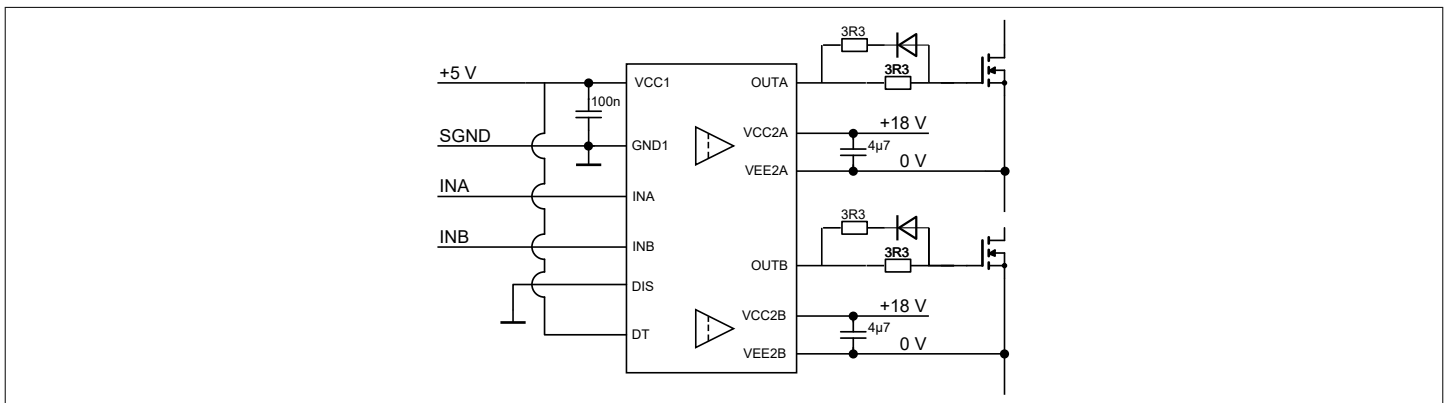 +5 V
SGND
INA
INB
100n
VCC1
GND1
INA
INB
DIS
DT
OUTA
VCC2A
VEE2A
OUTB
VCC2B
VEE2B
3R3
3R3
+18 V
4µ7
0 V
3R3
3R3
+18 V
4µ7
0 V